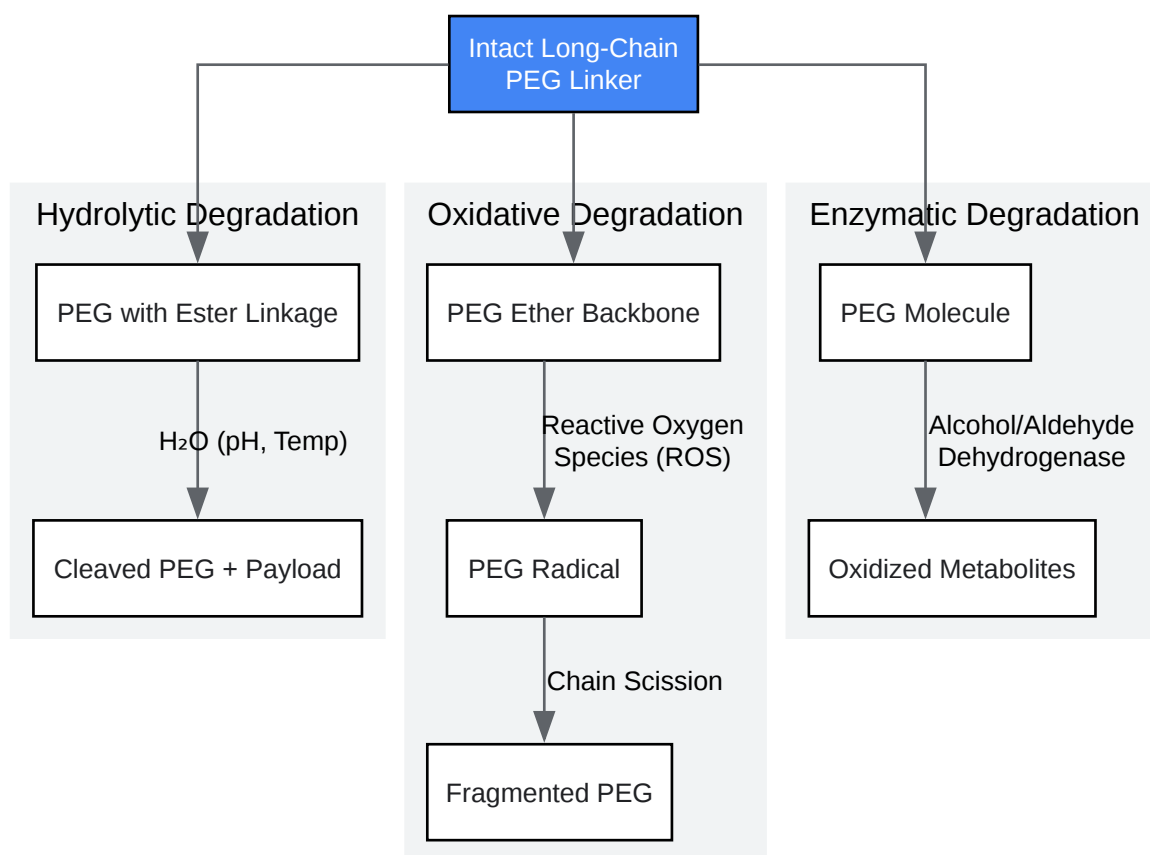 Intact Long-Chain
PEG Linker
Hydrolytic Degradation
PEG with Ester Linkage
H₂O (pH, Temp)
Cleaved PEG + Payload
Oxidative Degradation
PEG Ether Backbone
Reactive Oxygen
Species (ROS)
PEG Radical
Chain Scission
Fragmented PEG
Enzymatic Degradation
PEG Molecule
Alcohol/Aldehyde
Dehydrogenase
Oxidized Metabolites